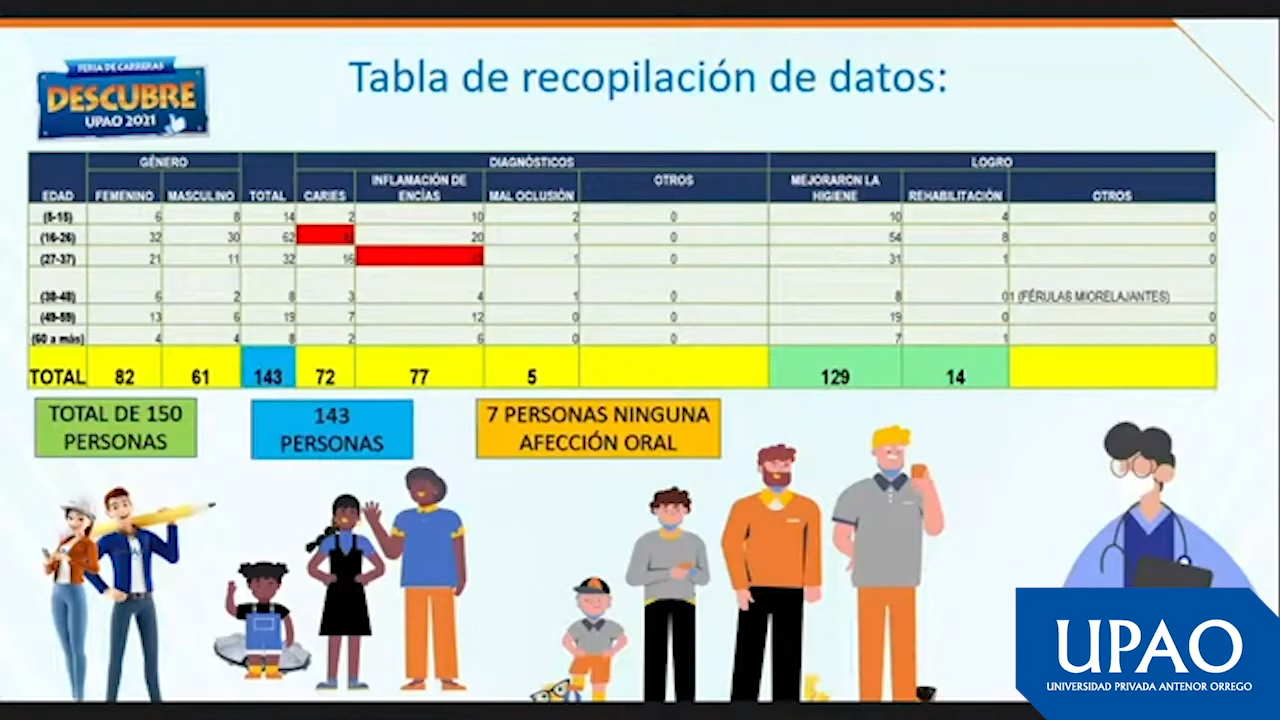 FERIA DE CARRERAS
DESCUBRE
UPAO 2021
Tabla de recopilación de datos:
GÉNERO DIAGNÓSTICOS LOGRO
EDAD FEMENINO MASCULINO TOTAL CARIES INFLAMACIÓN DE ENCÍAS MAL OCLUSIÓN OTROS MEJORARON LA HIGIENE REHABILITACIÓN OTROS
(5-15) 6 8 14 2 10 2 0 10 4 0
(16-26) 32 30 62 20 1 0 54 8 0
(27-37) 21 11 32 16 1 0 31 1 0
(38-48) 6 2 8 3 4 1 0 8 01 (FÉRULAS MIORELAJANTES)
(49-59) 13 6 19 7 12 0 0 19 0 0
(60 a más) 4 4 8 2 6 0 0 7 1 0
TOTAL 82 61 143 72 77 5 129 14
TOTAL DE 150
PERSONAS
143
PERSONAS
7 PERSONAS NINGUNA
AFECCIÓN ORAL
UPAO
UNIVERSIDAD PRIVADA ANTENOR ORREGO